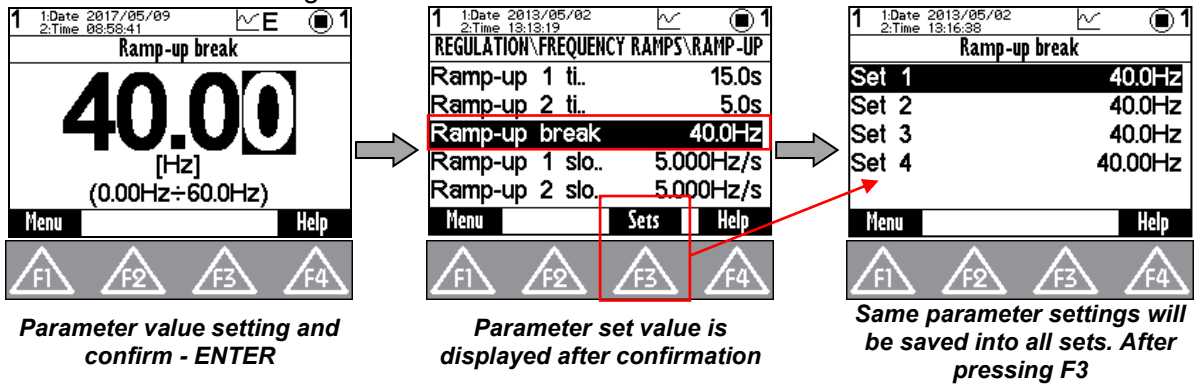 1 1:Date 2017/05/09 E 1
2:Time 08:58:41
Ramp-up break
40.00
[Hz]
(0.00Hz÷60.0Hz)
Menu Help
F1 F2 F3 F4
Parameter value setting and
confirm - ENTER
1 1:Date 2013/05/02 1
2:Time 13:13:19
REGULATION\FREQUENCY RAMPS\RAMP-UP
Ramp-up 1 ti.. 15.0s
Ramp-up 2 ti.. 5.0s
Ramp-up break 40.0Hz
Ramp-up 1 slo.. 5.000Hz/s
Ramp-up 2 slo.. 5.000Hz/s
Menu Sets Help
F1 F2 F3 F4
Parameter set value is
displayed after confirmation
1 1:Date 2013/05/02 1
2:Time 13:16:38
Ramp-up break
Set 1 40.0Hz
Set 2 40.0Hz
Set 3 40.0Hz
Set 4 40.00Hz
Menu Help
F1 F2 F3 F4
Same parameter settings will
be saved into all sets. After
pressing F3